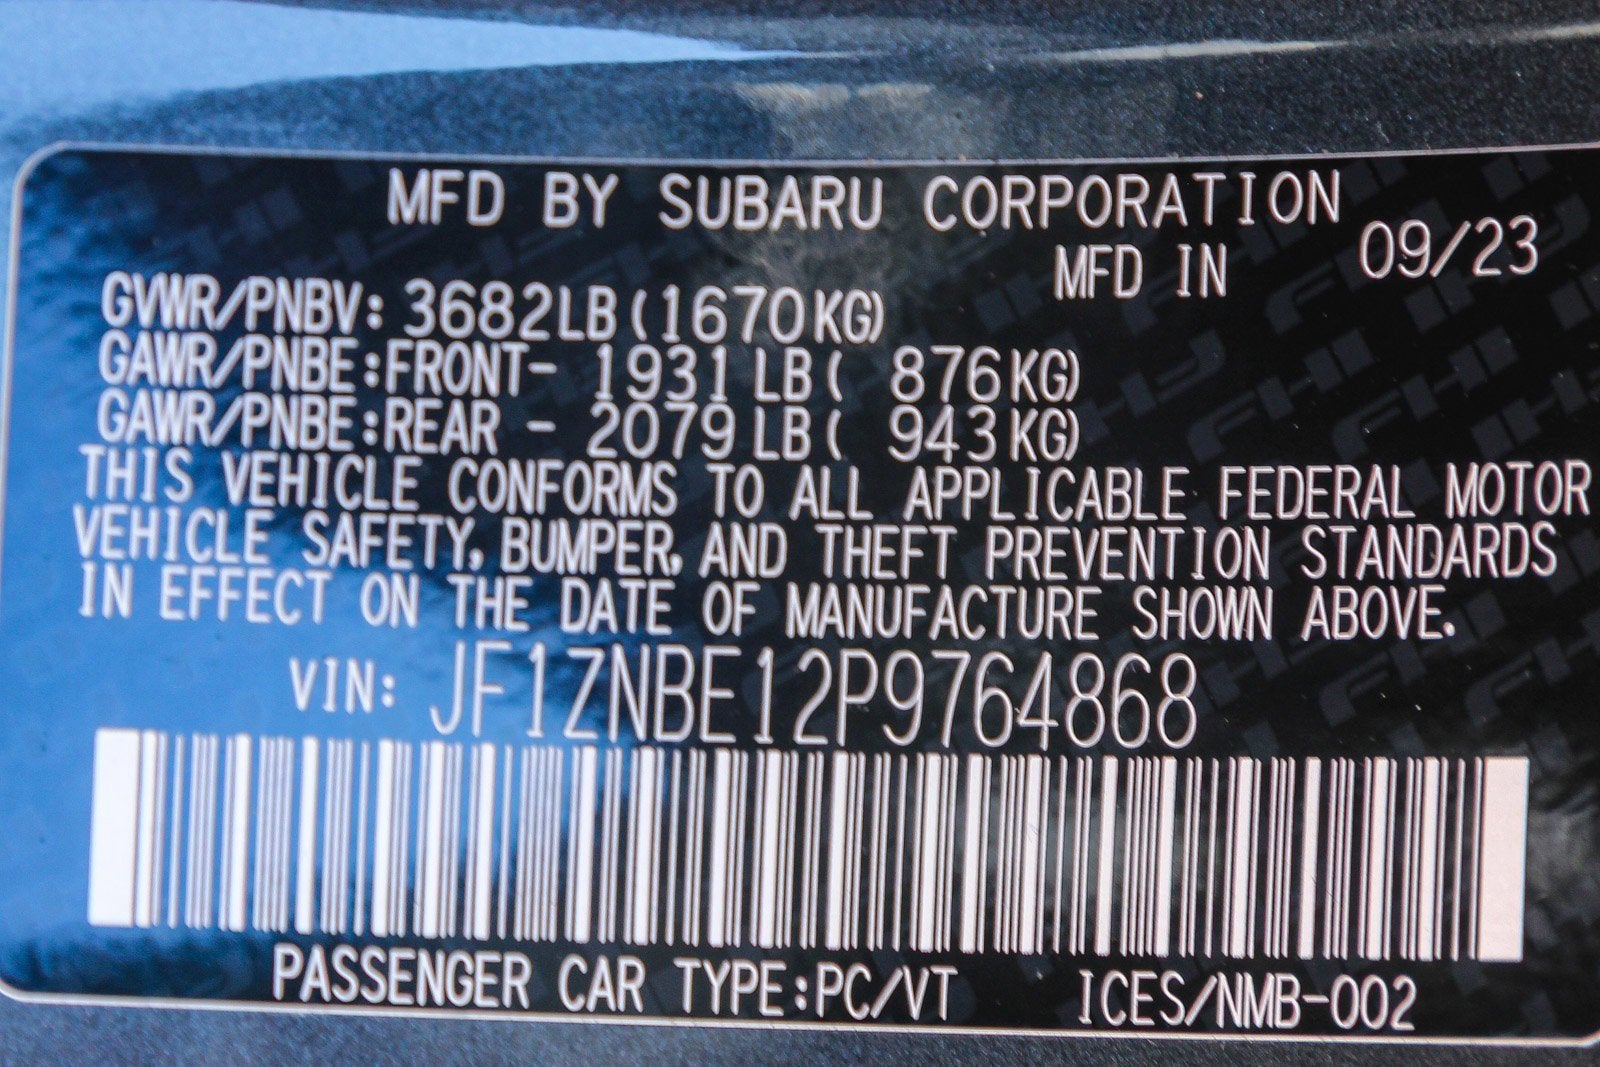 MFD BY SUBARU CORPORATION
MFD IN 09/23
GVWR/PNBV: 3682LB(1670KG)
GAWR/PNBE:FRONT- 1931LB( 876KG)
GAWR/PNBE:REAR - 2079LB( 943KG)
THIS VEHICLE CONFORMS TO ALL APPLICABLE FEDERAL MOTOR
VEHICLE SAFETY, BUMPER, AND THEFT PREVENTION STANDARDS
IN EFFECT ON THE DATE OF MANUFACTURE SHOWN ABOVE.
VIN: JF1ZNBE12P9764868
PASSENGER CAR TYPE:PC/VT ICES/NMB-002